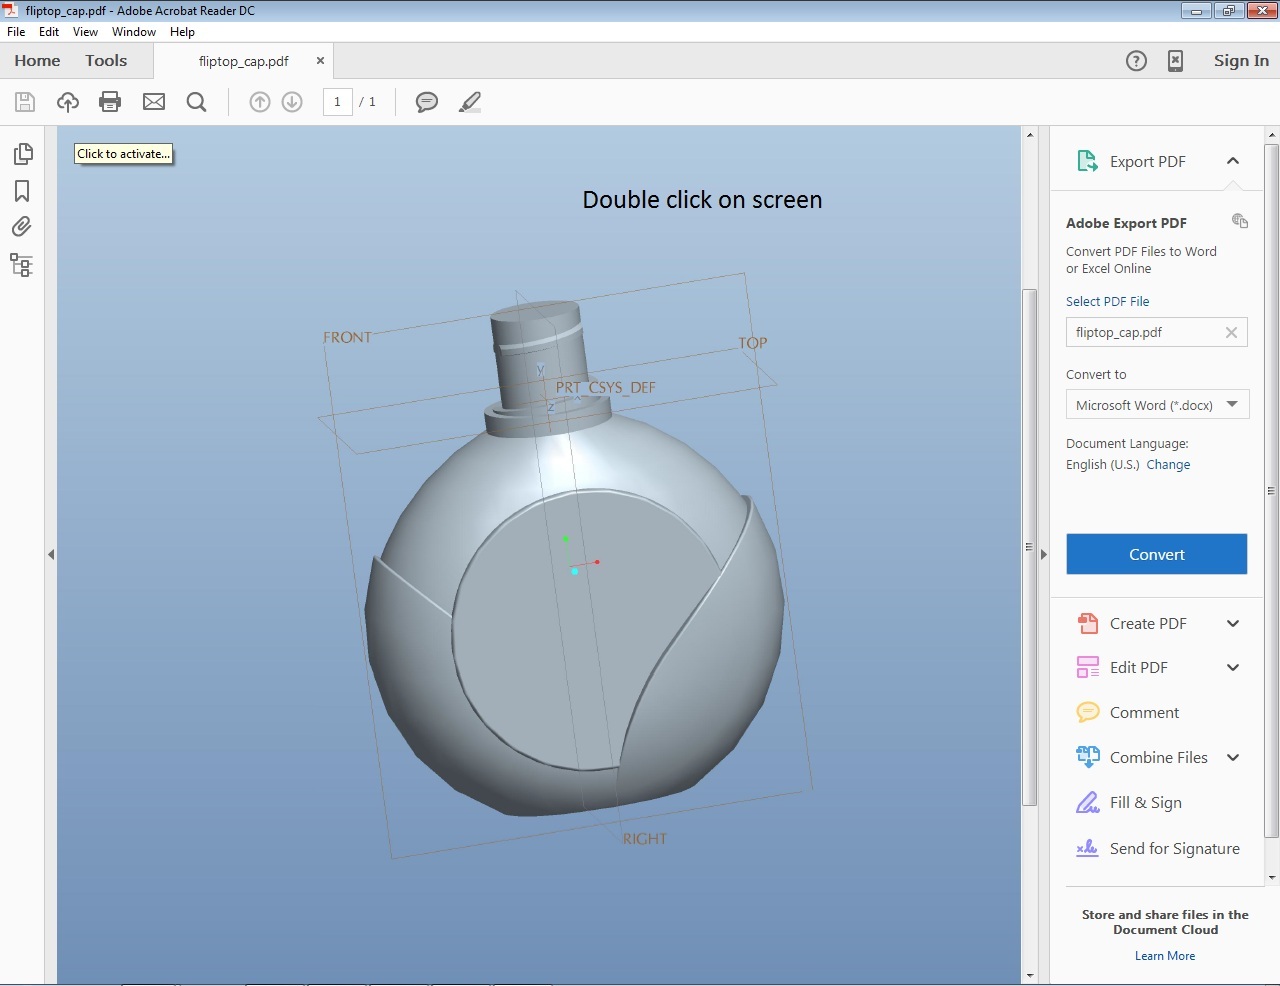 fliptop_cap.pdf - Adobe Acrobat Reader DC
File Edit View Window Help
Home Tools fliptop_cap.pdf Sign In
1 / 1
Click to activate...
Double click on screen
FRONT
TOP
y
PRT_CSYS_DEF
x
z
RIGHT
Export PDF
Adobe Export PDF
Convert PDF Files to Word
or Excel Online
Select PDF File
fliptop_cap.pdf
Convert to
Microsoft Word (*.docx)
Document Language:
English (U.S.) Change
Convert
Create PDF
Edit PDF
Comment
Combine Files
Fill & Sign
Send for Signature
Store and share files in the
Document Cloud
Learn More